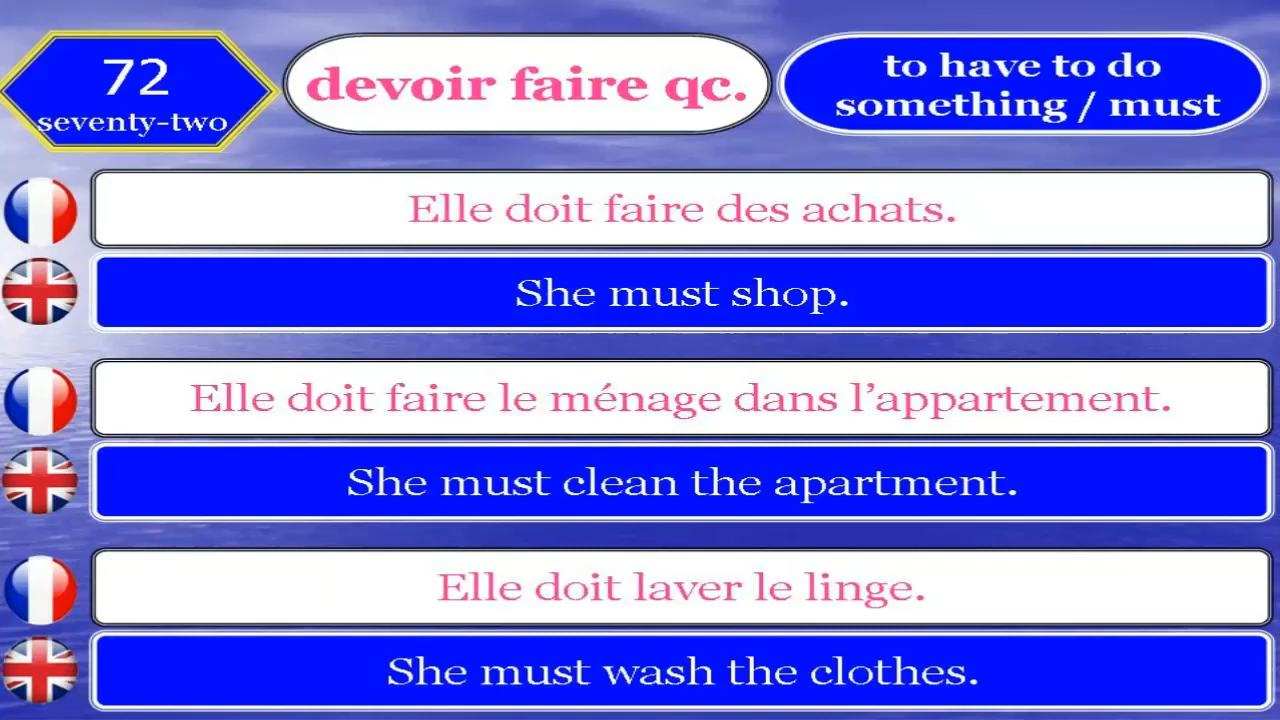 72
seventy-two
devoir faire qc.
to have to do
something / must
Elle doit faire des achats.
She must shop.
Elle doit faire le ménage dans l’appartement.
She must clean the apartment.
Elle doit laver le linge.
She must wash the clothes.